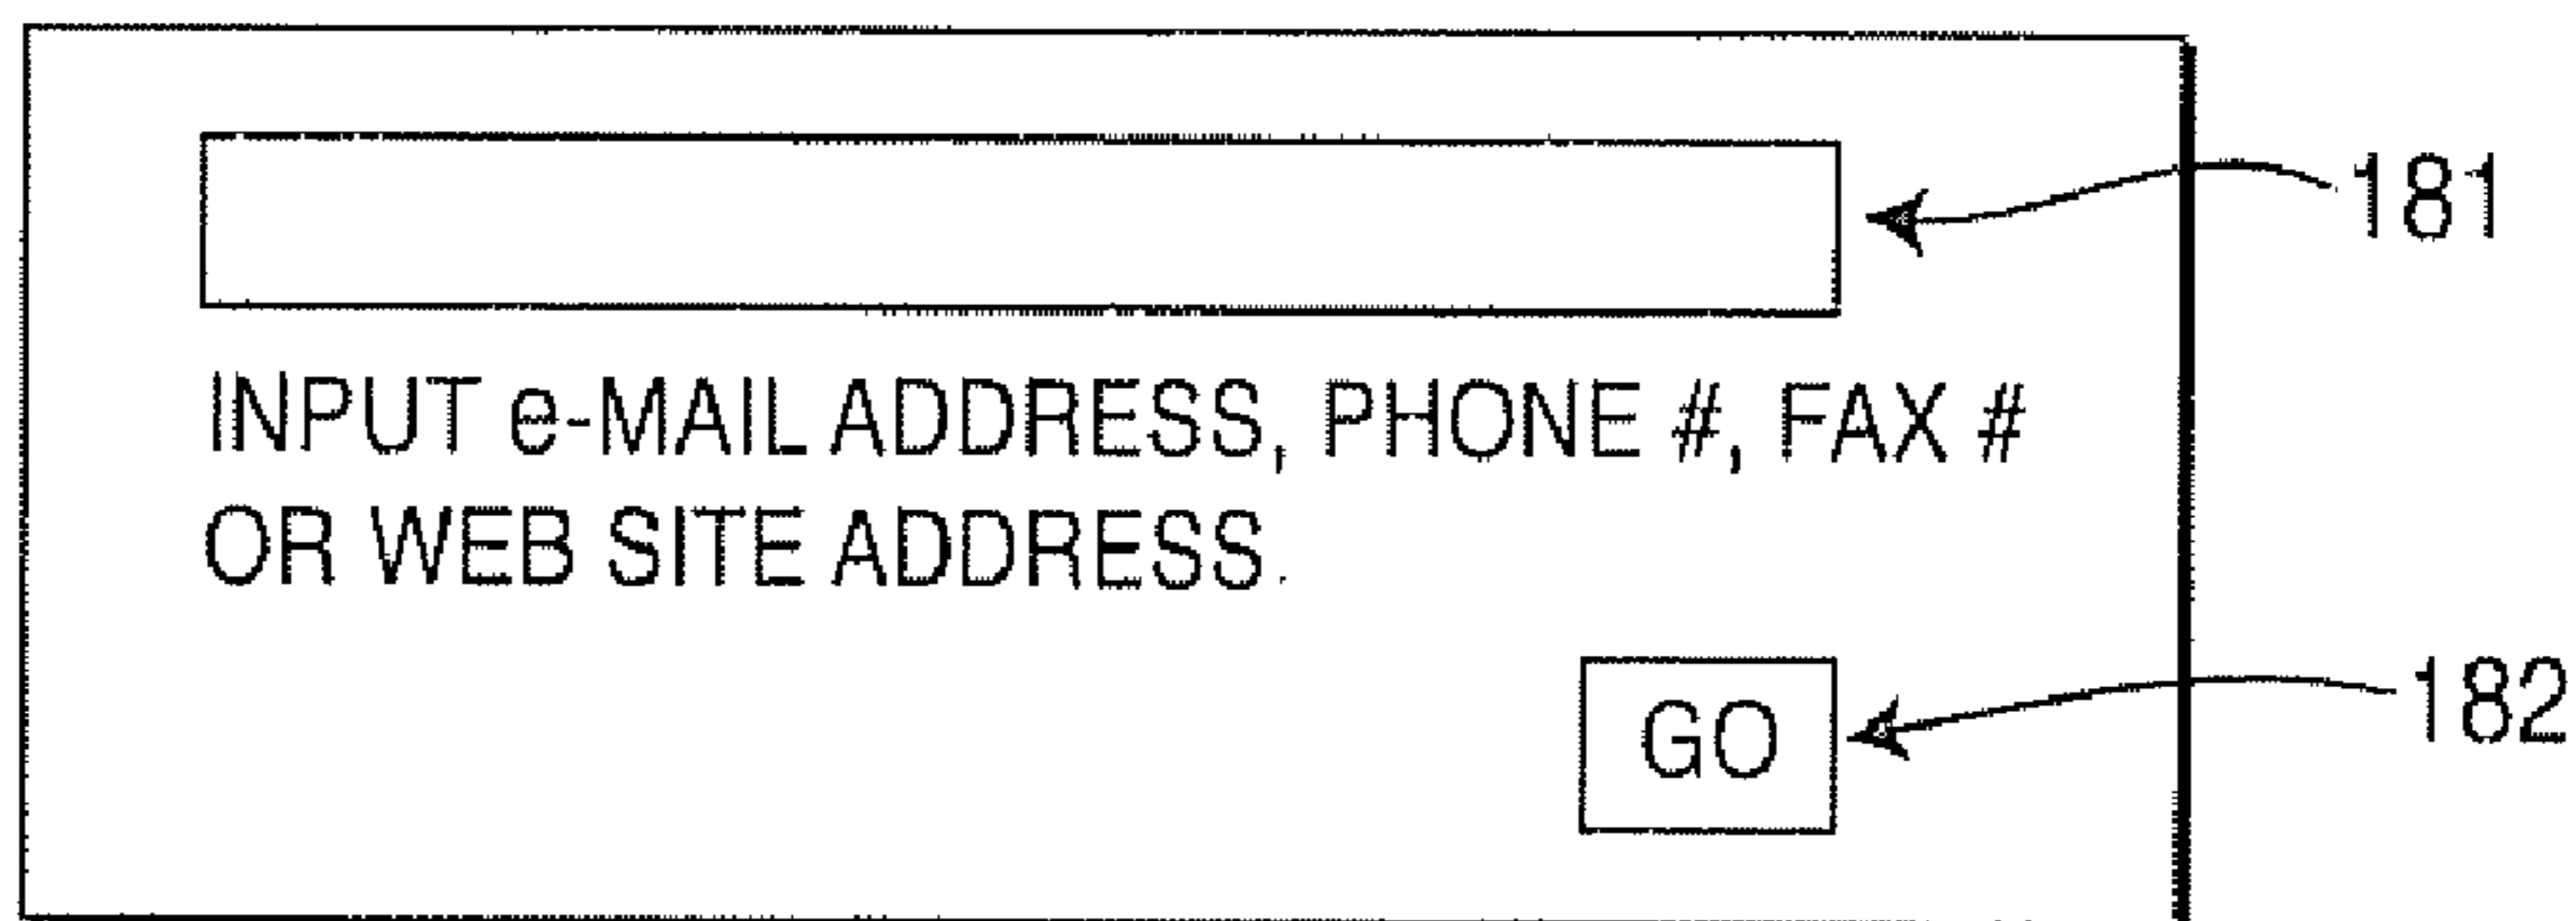 181
INPUT e-MAIL ADDRESS, PHONE #, FAX #
OR WEB SITE ADDRESS.
GO
182